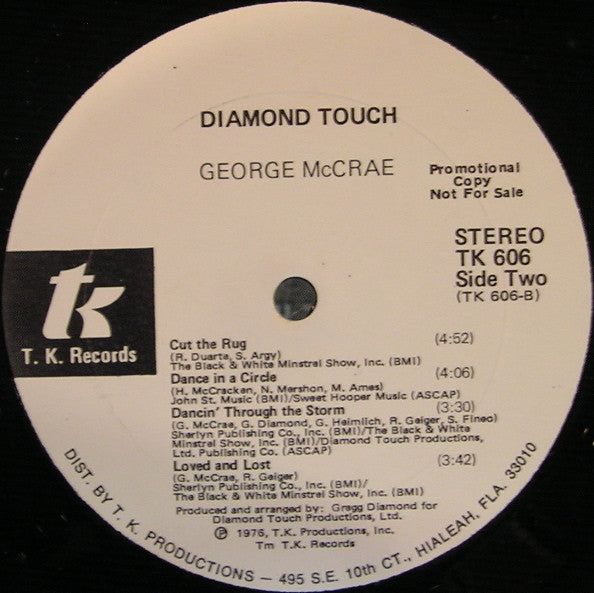 DIAMOND TOUCH
GEORGE McCRAE
Promotional
Copy
Not For Sale
STEREO
TK 606
Side Two
(TK 606-B)
tk
T. K. Records
Cut the Rug (4:52)
(R. Duarte, S. Argy)
The Black & White Minstrel Show, Inc. (BMI)
Dance in a Circle (4:06)
(H. McCracken, N. Mershon, M. Ames)
John St. Music (BMI)/Sweet Hooper Music (ASCAP)
Dancin' Through the Storm (3:30)
(G. McCrae, G. Diamond, G. Heimlich, R. Geiger, S. Fineo)
Sherlyn Publishing Co., Inc. (BMI)/The Black & White
Minstrel Show, Inc. (BMI)/Diamond Touch Productions,
Ltd. Publishing Co. (ASCAP)
Loved and Lost (3:42)
(G. McCrae, R. Geiger)
Sherlyn Publishing Co., Inc. (BMI)/
The Black & White Minstrel Show, Inc. (BMI)
Produced and arranged by: Gregg Diamond for
Diamond Touch Productions, Ltd.
℗ 1976, T.K. Productions, Inc.
Tm T.K. Records
DIST. BY T. K. PRODUCTIONS – 495 S.E. 10th CT., HIALEAH, FLA. 33010